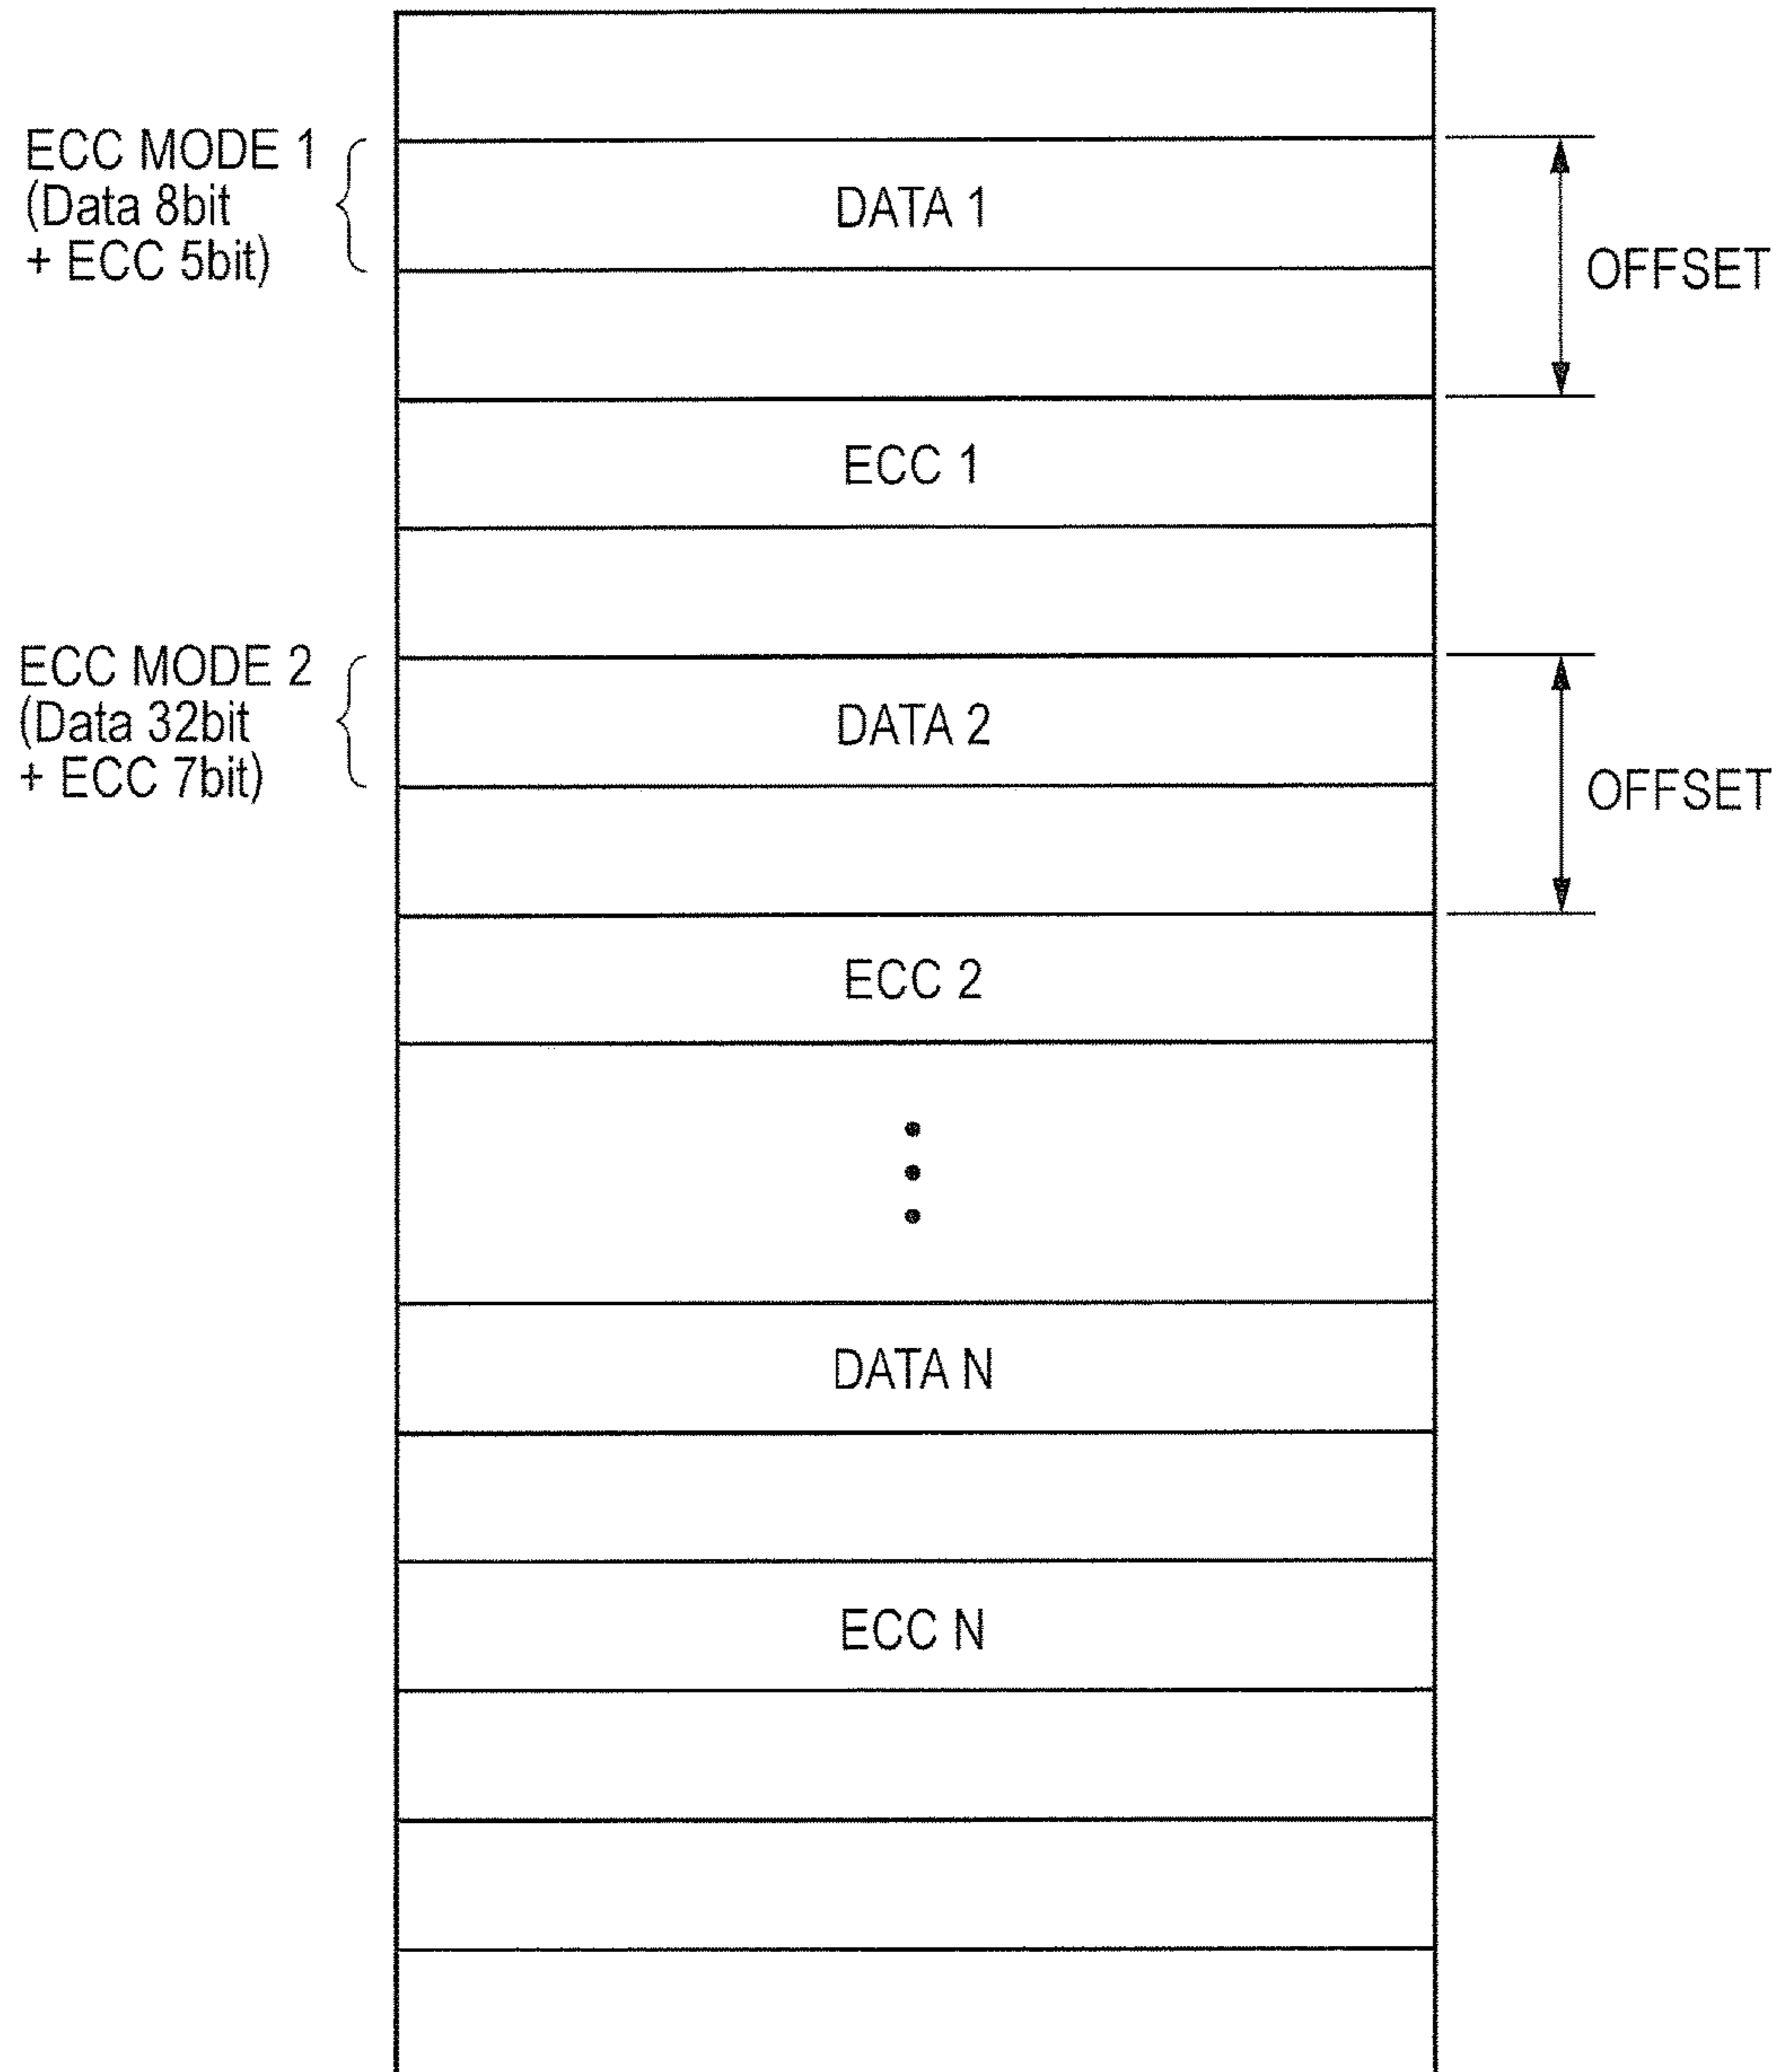 ECC MODE 1
(Data 8bit
+ ECC 5bit)
DATA 1
OFFSET
ECC 1
ECC MODE 2
(Data 32bit
+ ECC 7bit)
DATA 2
OFFSET
ECC 2
DATA N
ECC N